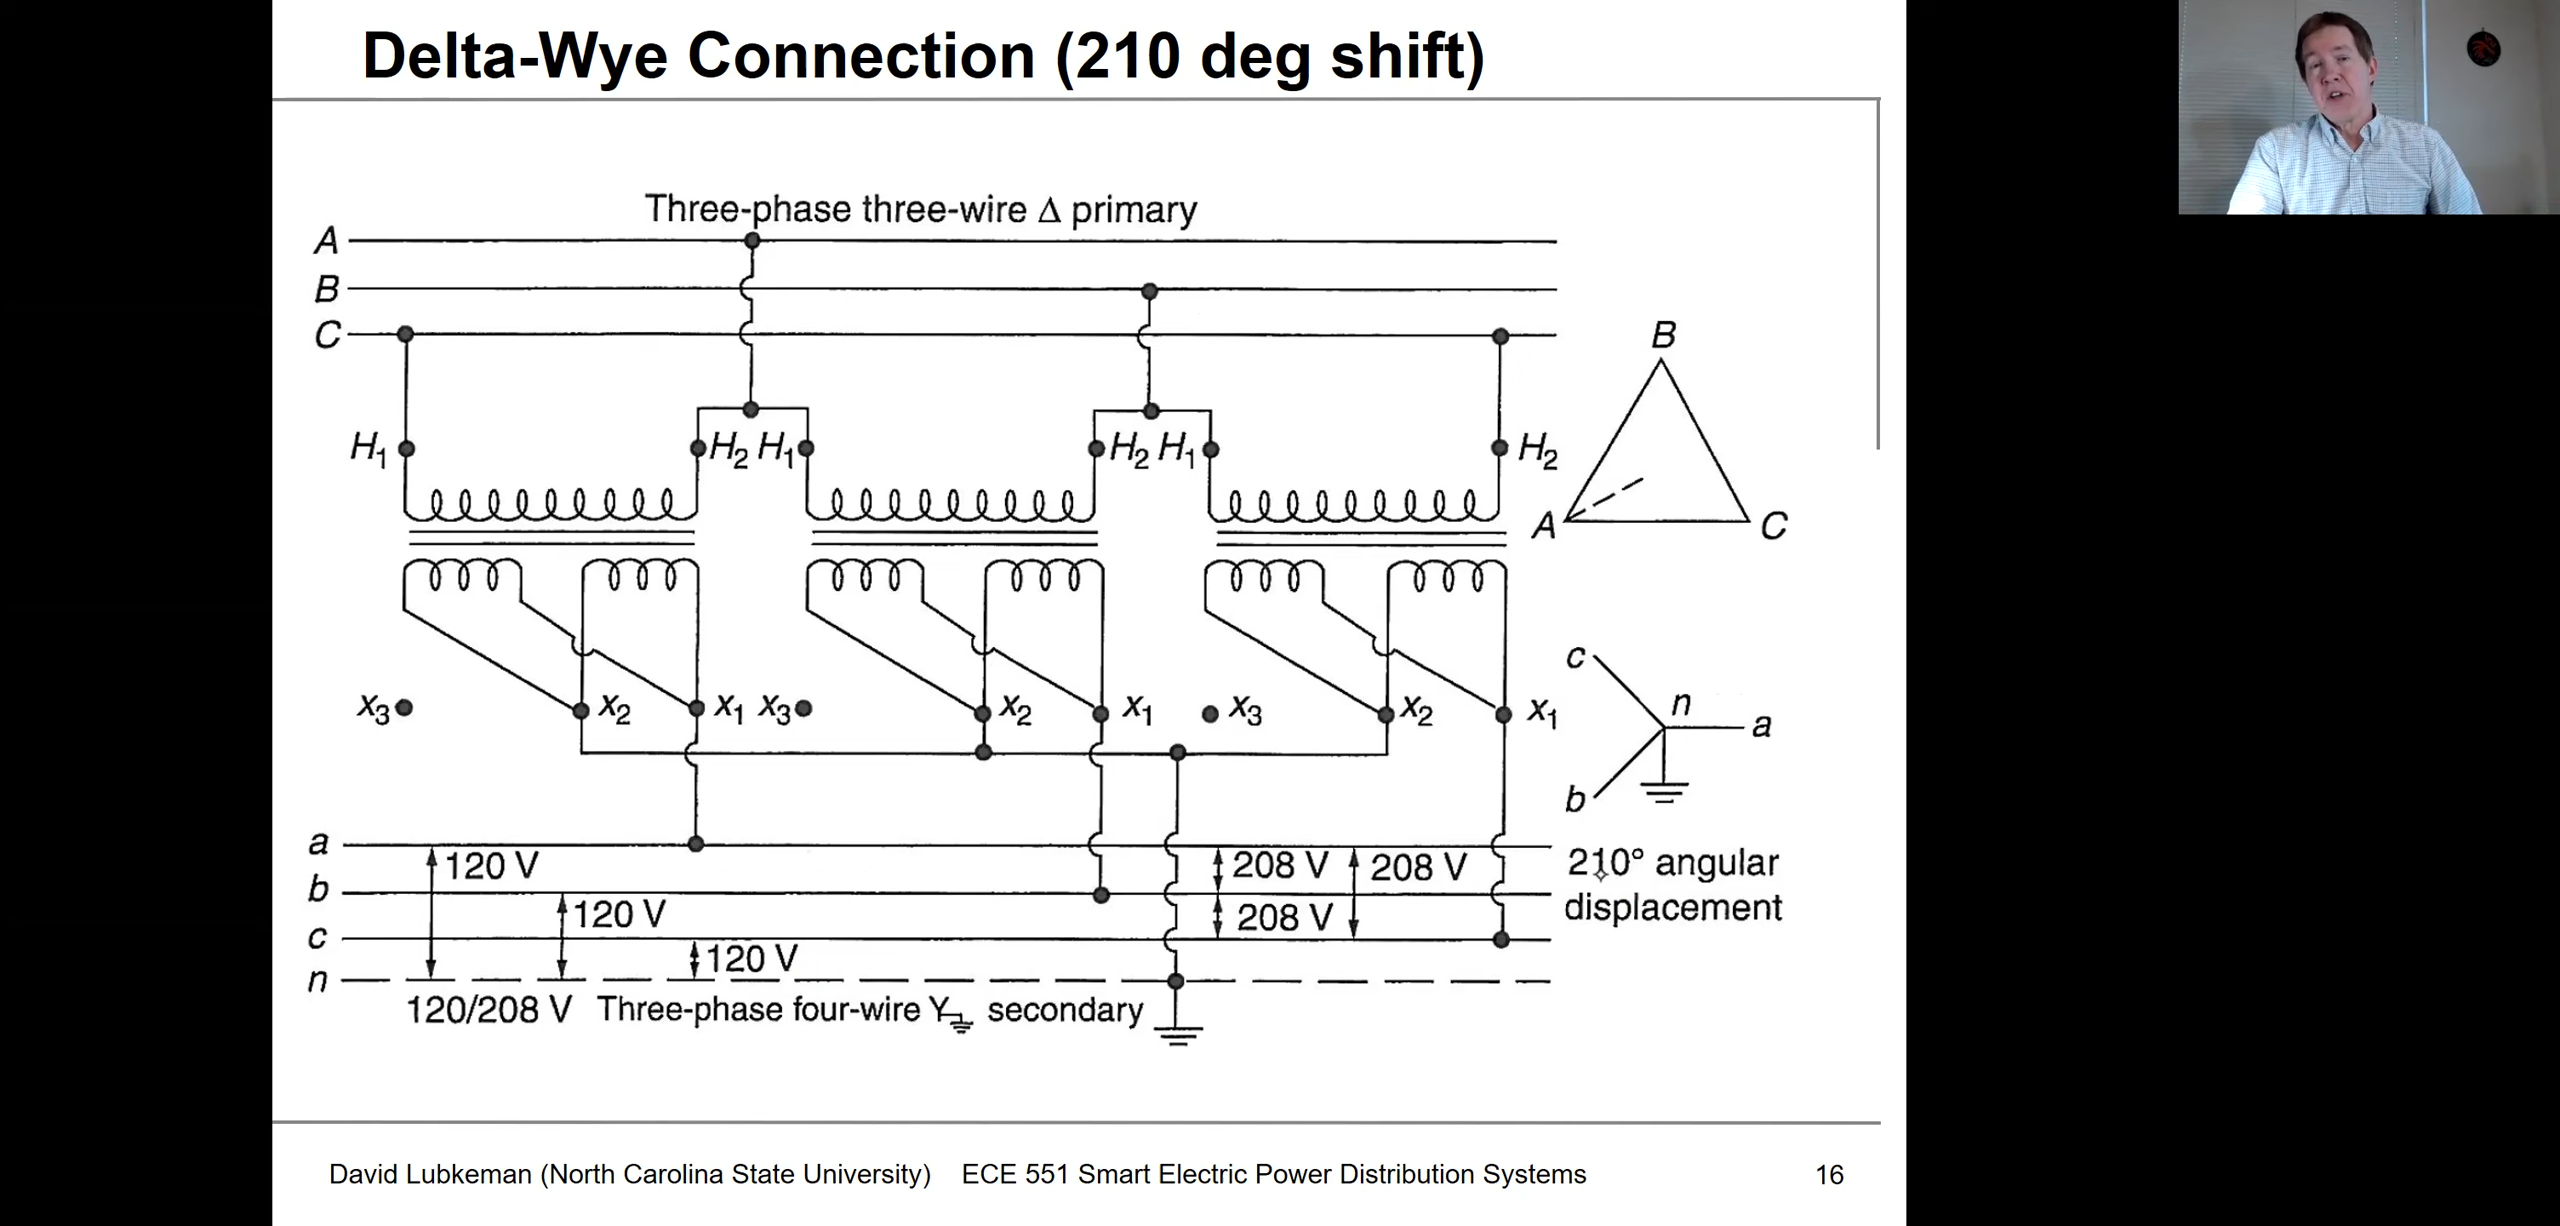 Delta-Wye Connection (210 deg shift)
Three-phase three-wire Δ primary
A
B
C
B
H₁ H₂ H₁ H₂ H₁ H₂
A C
c n a
b
X₃ X₂ X₁ X₃ X₂ X₁ X₃ X₂ X₁
a 120 V 208 V 208 V 210° angular
b 120 V 208 V displacement
c 120 V
n
120/208 V Three-phase four-wire Y secondary
David Lubkeman (North Carolina State University) ECE 551 Smart Electric Power Distribution Systems 16